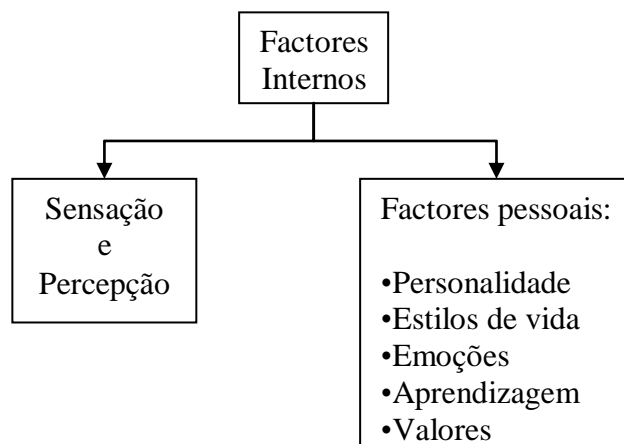 Factores
Internos
Sensação
e
Percepção
Factores pessoais:
•Personalidade
•Estilos de vida
•Emoções
•Aprendizagem
•Valores